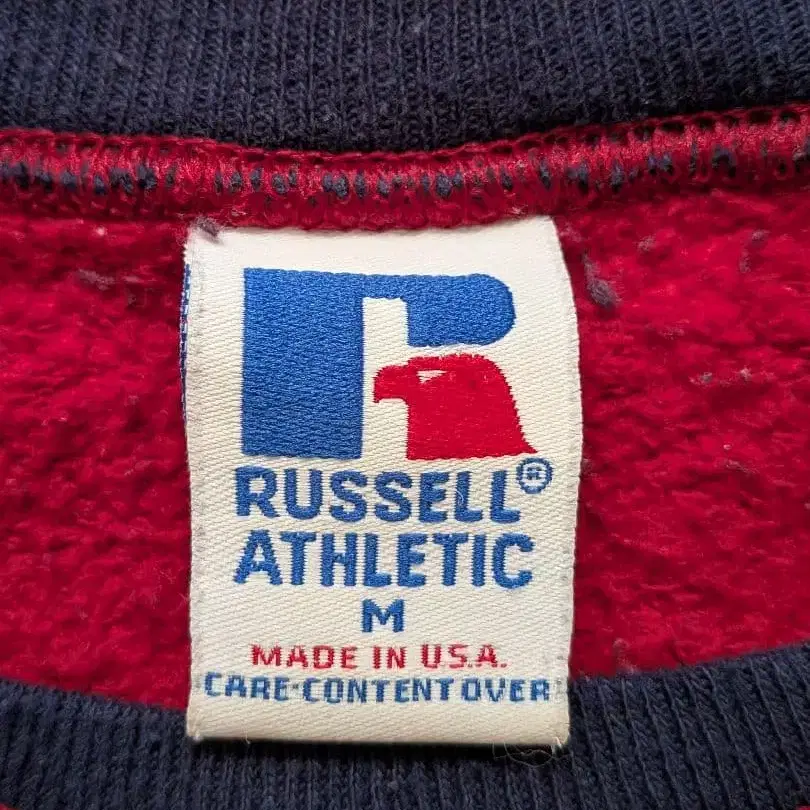 RUSSELL®
ATHLETIC
M
MADE IN U.S.A.
CARE-CONTENT OVER